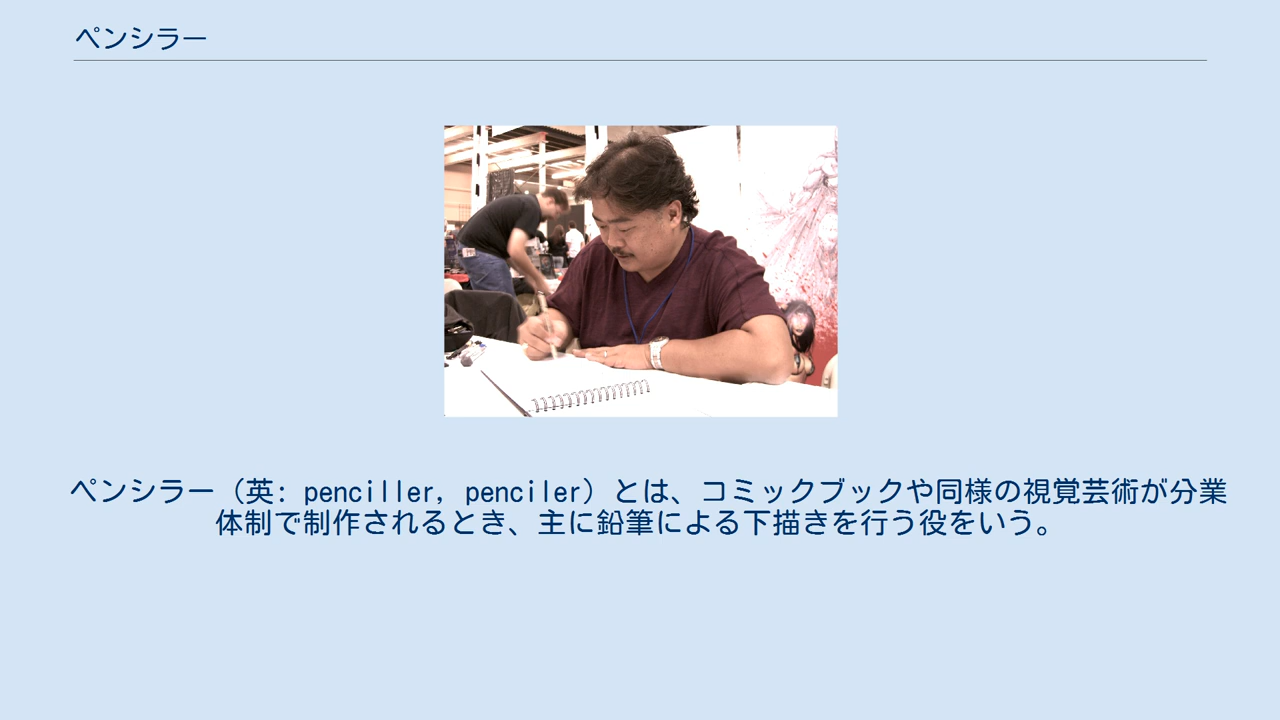 ペンシラー
ペンシラー（英: penciller, penciler）とは、コミックブックや同様の視覚芸術が分業
体制で制作されるとき、主に鉛筆による下描きを行う役をいう。